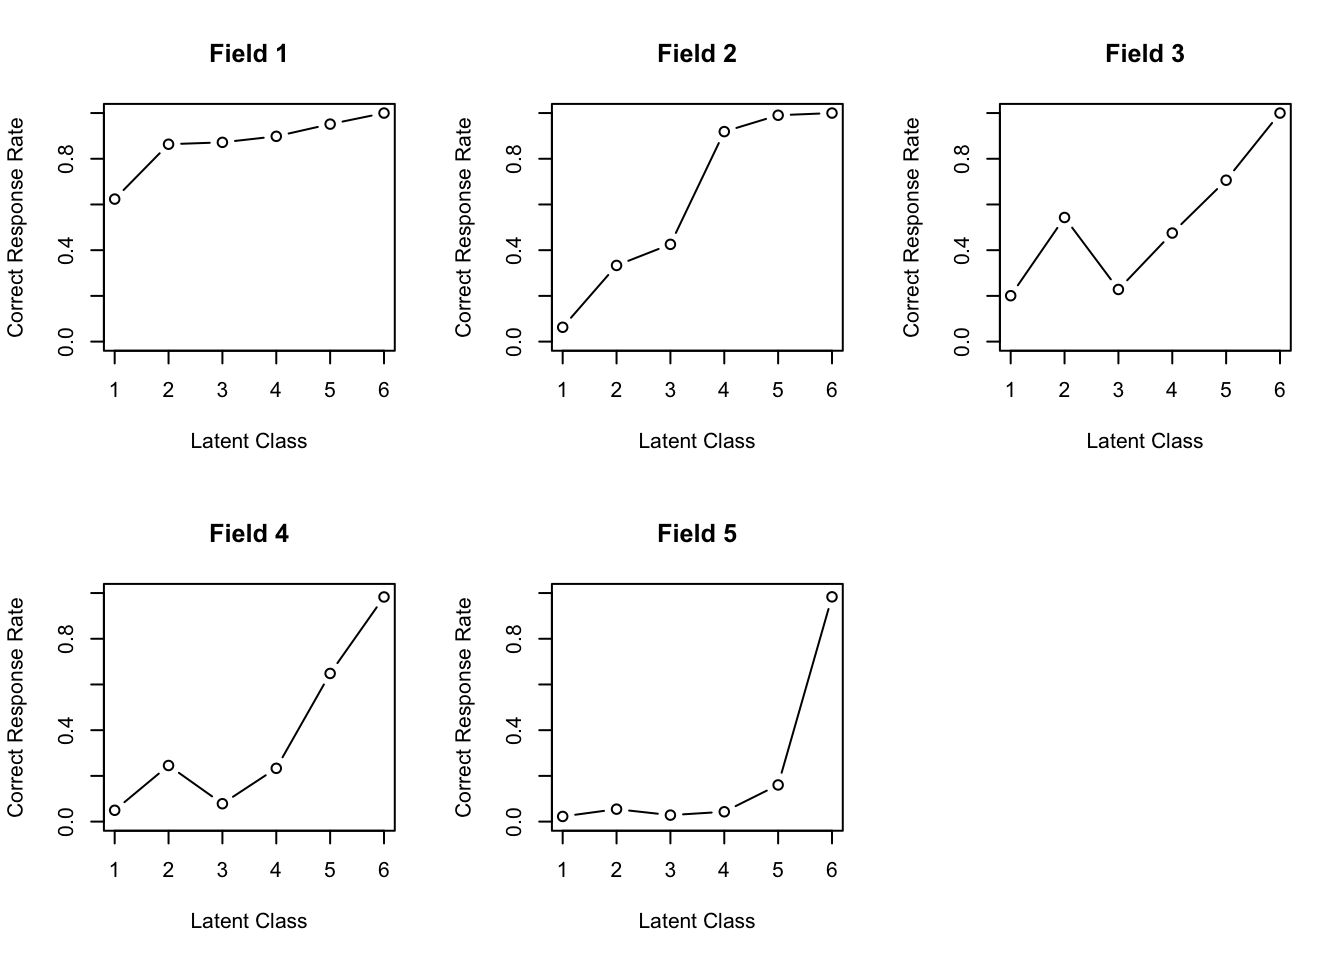 Field 1
Correct Response Rate
0.0 0.4 0.8
1 2 3 4 5 6
Latent Class
Field 2
Correct Response Rate
0.0 0.4 0.8
1 2 3 4 5 6
Latent Class
Field 3
Correct Response Rate
0.0 0.4 0.8
1 2 3 4 5 6
Latent Class
Field 4
Correct Response Rate
0.0 0.4 0.8
1 2 3 4 5 6
Latent Class
Field 5
Correct Response Rate
0.0 0.4 0.8
1 2 3 4 5 6
Latent Class